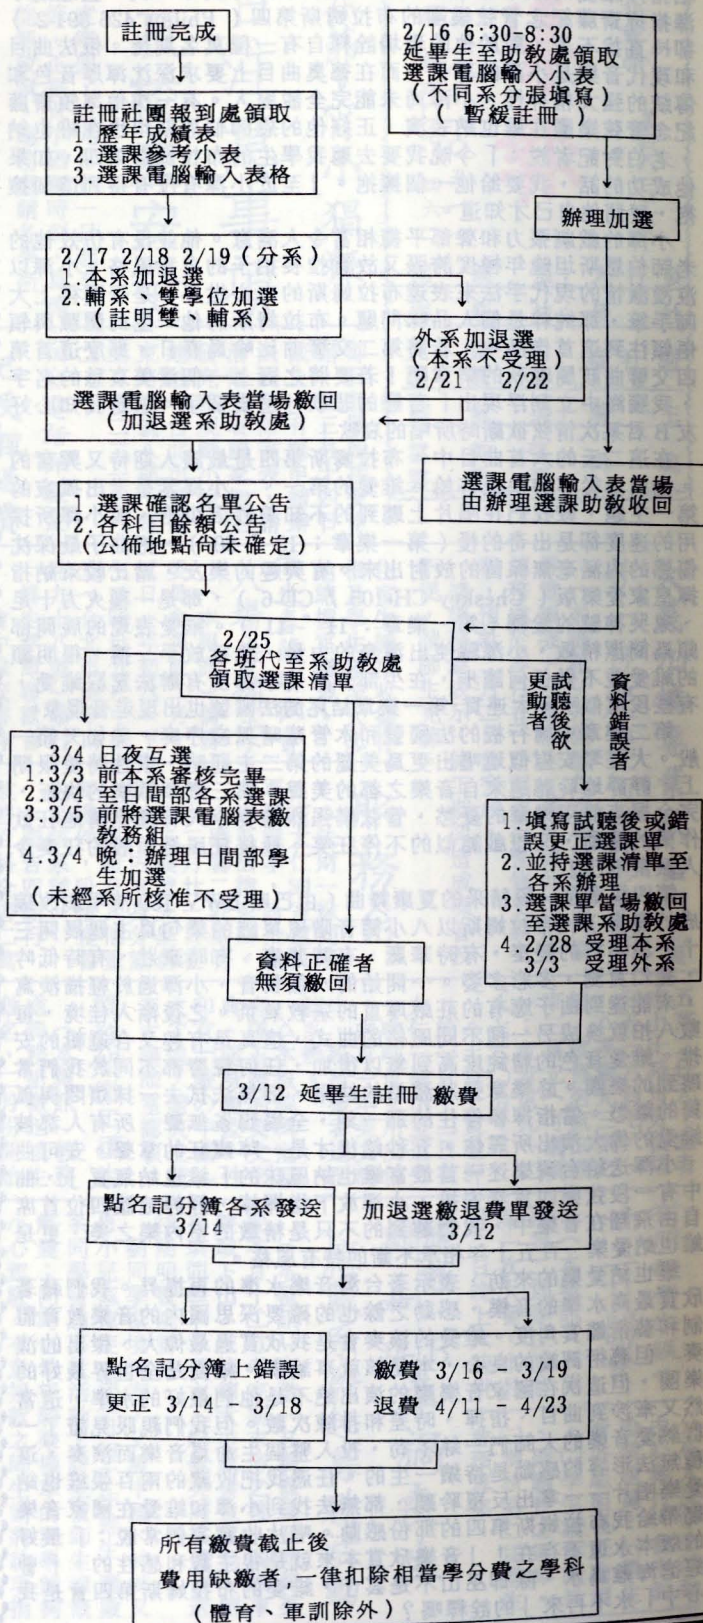 註冊完成
2/16 6:30-8:30
延畢生至助敎處領取
選課電腦輸入小表
(不同系分張填寫)
(暫緩註冊)
註冊社團報到處領取
1.歷年成績表
2.選課參考小表
3.選課電腦輸入表格
辦理加選
2/17 2/18 2/19(分系)
1.本系加退選
2.輔系、雙學位加選
(註明雙、輔系)
外系加退選
(本系不受理)
2/21 2/22
選課電腦輸入表當場繳回
(加退選系助敎處)
選課電腦輸入表當場
由辦理選課助敎收回
1.選課確認名單公告
2.各科目餘額公告
(公佈地點尚未確定)
2/25
各班代至系助敎處
領取選課清單
試聽後欲
更動者
資料錯誤者
3/4 日夜互選
1.3/3 前本系審核完畢
2.3/4 至日間部各系選課
3.3/5 前將選課電腦表繳
敎務組
4.3/4 晚：辦理日間部學
生加選
(未經系所核准不受理)
1.填寫試聽後或錯
誤更正選課單
2.並持選課清單至
各系辦理
3.選課單當場繳回
至選課系助敎處
4.2/28 受理本系
3/3 受理外系
資料正確者
無須繳回
3/12 延畢生註冊 繳費
點名記分簿各系發送
3/14
加退選繳退費單發送
3/12
點名記分簿上錯誤
更正 3/14 - 3/18
繳費 3/16 - 3/19
退費 4/11 - 4/23
所有繳費截止後
費用缺繳者,一律扣除相當學分費之學科
(體育、軍訓除外)